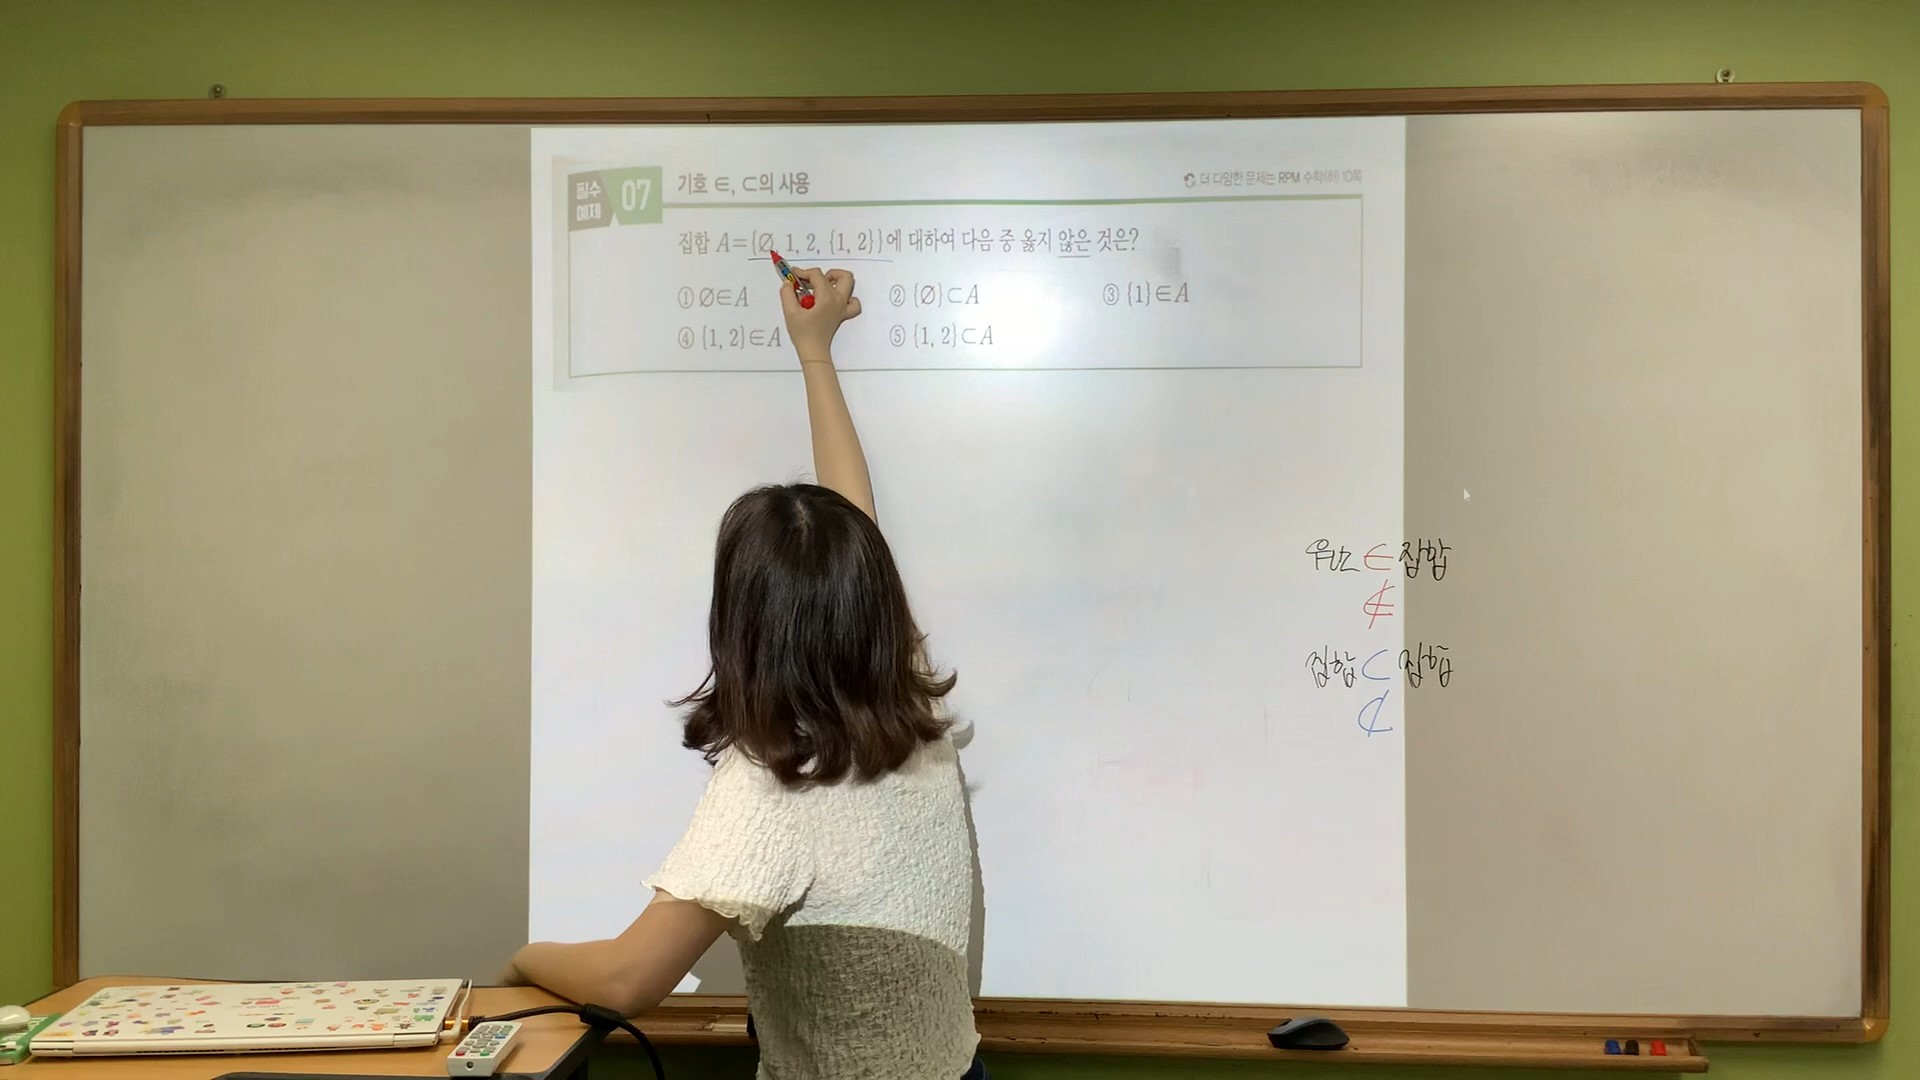 필수 예제 07 기호 ∈, ⊂의 사용
더 다양한 문제는 RPM 수학(하) 10쪽
집합 A={∅, 1, 2, {1, 2}}에 대하여 다음 중 옳지 않은 것은?
① ∅∈A ② {∅}⊂A ③ {1}∈A
④ {1, 2}∈A ⑤ {1, 2}⊂A
원소 ∈ 집합
∉
집합 ⊂ 집합
⊄